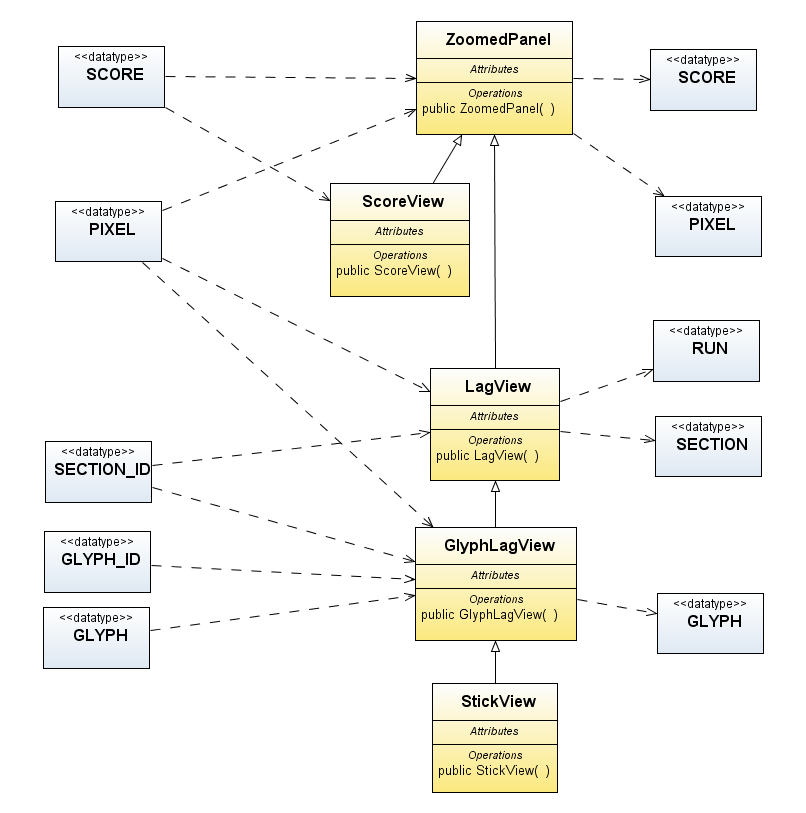 ZoomedPanel
Attributes
Operations
public ZoomedPanel(  )
<<datatype>>
SCORE
<<datatype>>
SCORE
<<datatype>>
PIXEL
ScoreView
Attributes
Operations
public ScoreView(  )
<<datatype>>
PIXEL
<<datatype>>
RUN
LagView
Attributes
Operations
public LagView(  )
<<datatype>>
SECTION
<<datatype>>
SECTION_ID
<<datatype>>
GLYPH_ID
GlyphLagView
Attributes
Operations
public GlyphLagView(  )
<<datatype>>
GLYPH
<<datatype>>
GLYPH
StickView
Attributes
Operations
public StickView(  )